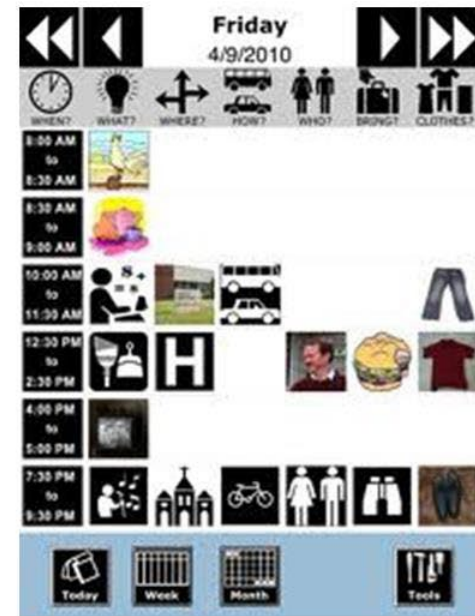 Friday
4/9/2010
WHEN? WHAT? WHERE? HOW? WHO? BRING? CLOTHES?
8:00 AM
to
8:30 AM
8:30 AM
to
9:00 AM
10:00 AM
to
11:30 AM
12:30 PM
to
2:30 PM
H
4:00 PM
to
5:00 PM
7:30 PM
to
9:30 PM
Today Week Month Tools